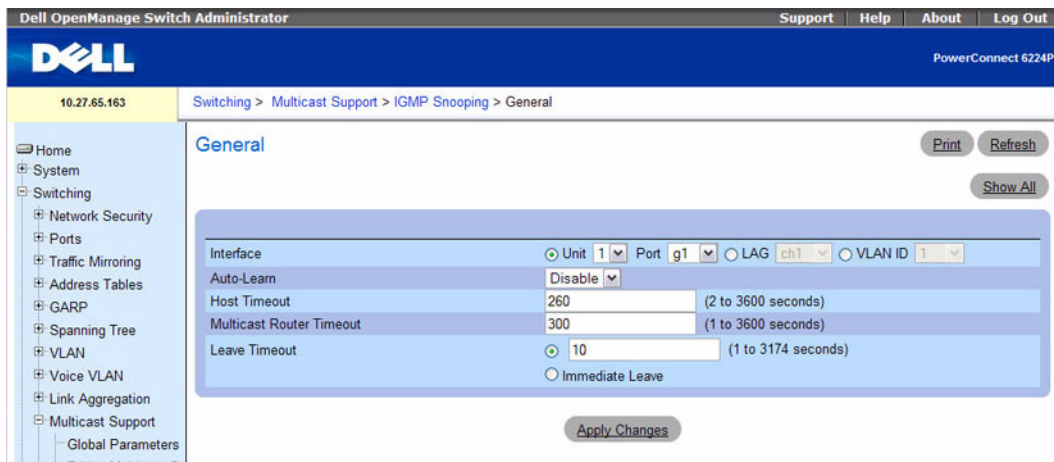 Dell OpenManage Switch Administrator
Support Help About Log Out
DELL
PowerConnect 6224P
10.27.65.163
Switching > Multicast Support > IGMP Snooping > General
Home
System
Switching
Network Security
Ports
Traffic Mirroring
Address Tables
GARP
Spanning Tree
VLAN
Voice VLAN
Link Aggregation
Multicast Support
Global Parameters
General
Print Refresh
Show All
Interface Unit 1 Port g1 LAG ch1 VLAN ID 1
Auto-Learn Disable
Host Timeout 260 (2 to 3600 seconds)
Multicast Router Timeout 300 (1 to 3600 seconds)
Leave Timeout 10 (1 to 3174 seconds)
Immediate Leave
Apply Changes